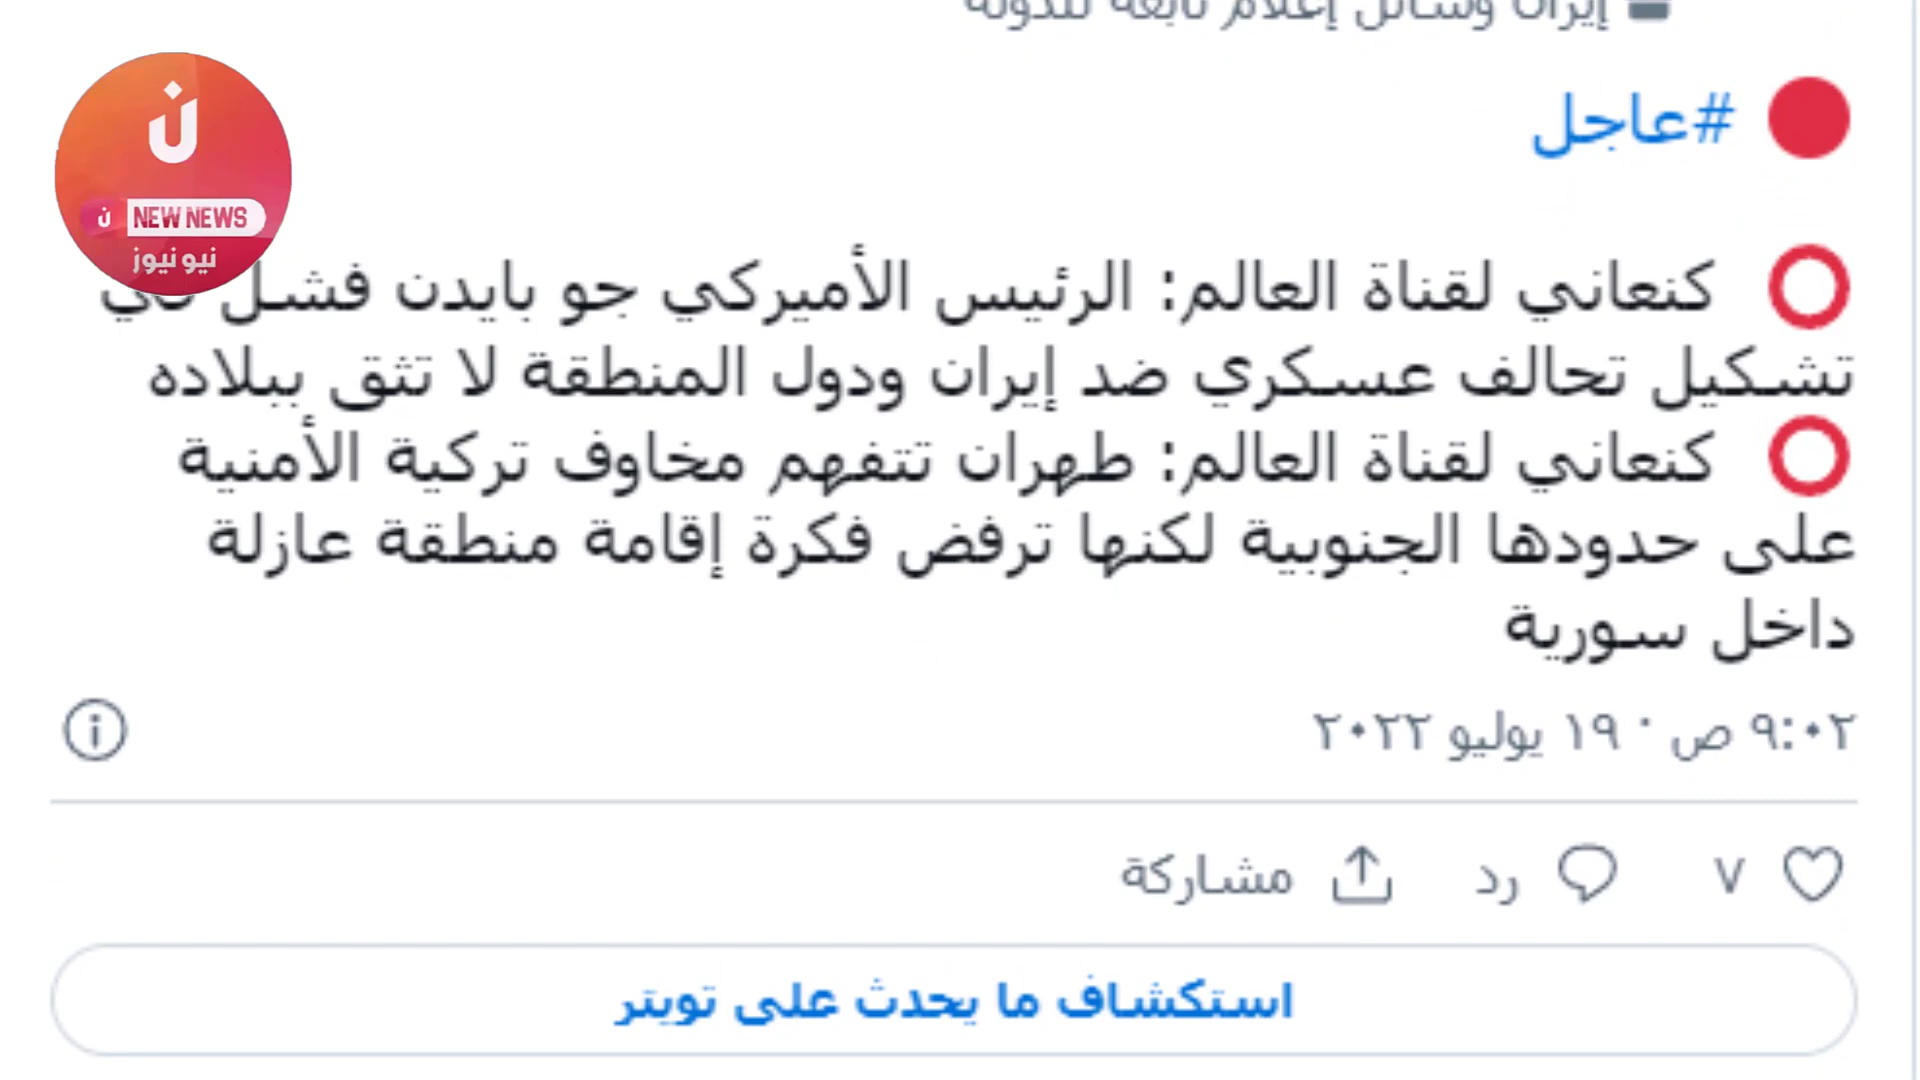 إيران وسائل إعلام تابعة للدولة
#عاجل
ن
ن NEW NEWS
نيو نيوز
كنعاني لقناة العالم: الرئيس الأميركي جو بايدن فشل في
تشكيل تحالف عسكري ضد إيران ودول المنطقة لا تثق ببلاده
كنعاني لقناة العالم: طهران تتفهم مخاوف تركية الأمنية
على حدودها الجنوبية لكنها ترفض فكرة إقامة منطقة عازلة
داخل سورية
٩:٠٢ ص · ١٩ يوليو ٢٠٢٢
٧ رد مشاركة
استكشاف ما يحدث على تويتر